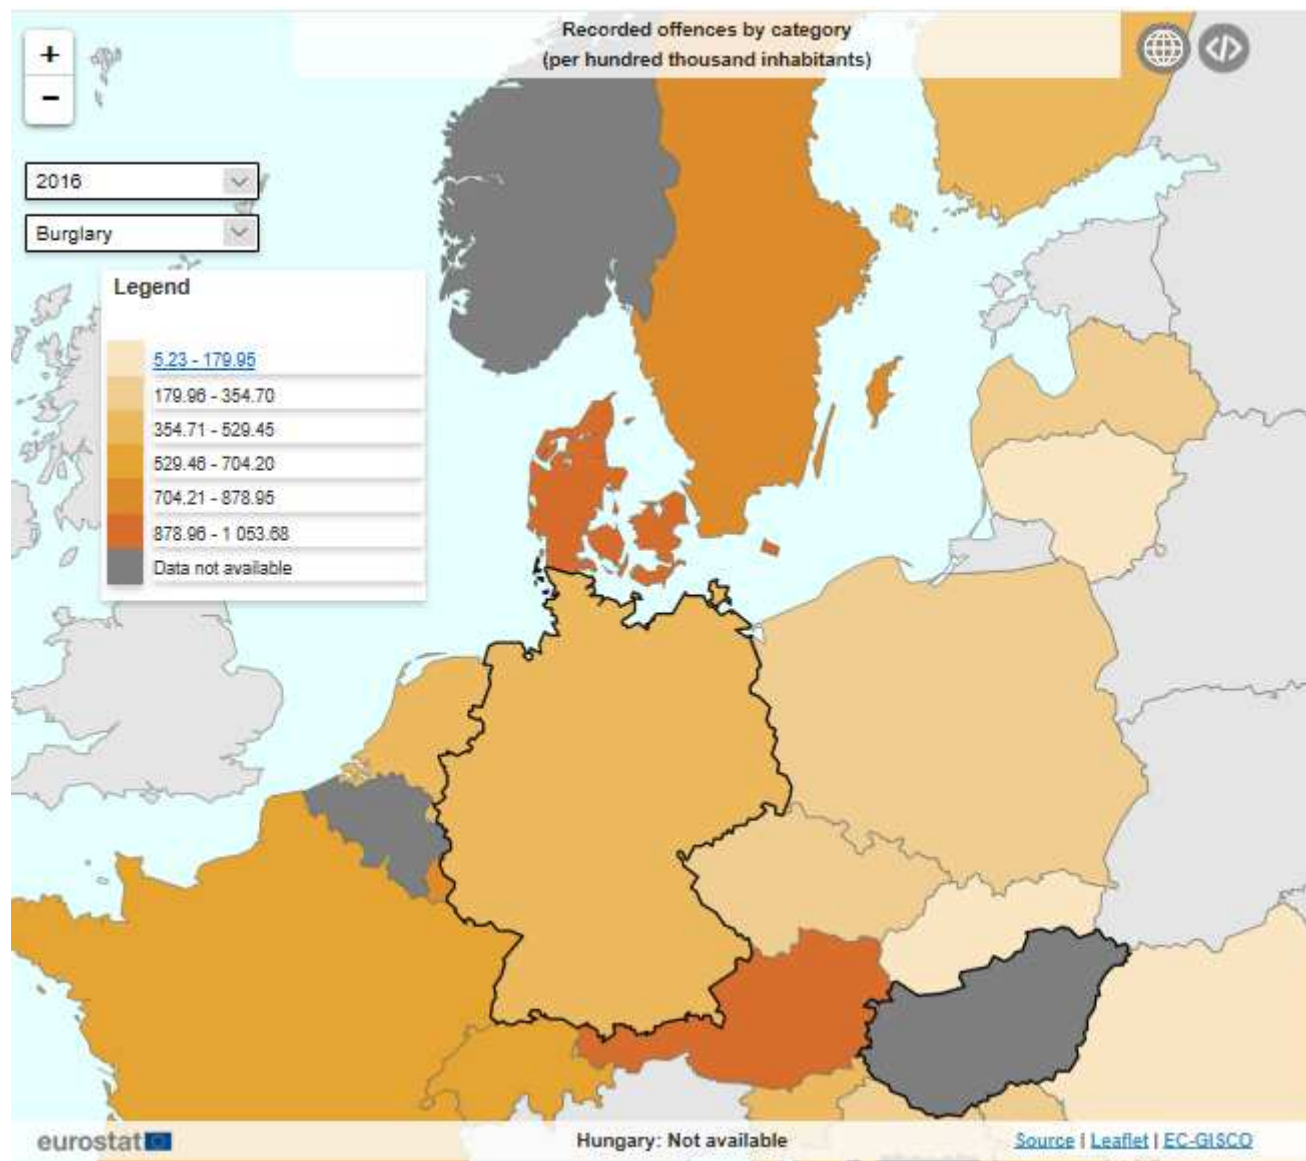 Recorded offences by category
(per hundred thousand inhabitants)
+
−
</>
2016
Burglary
Legend
5.23 - 179.95
179.96 - 354.70
354.71 - 529.45
529.46 - 704.20
704.21 - 878.95
878.96 - 1 053.68
Data not available
eurostat
Hungary: Not available
Source | Leaflet | EC-GISCO